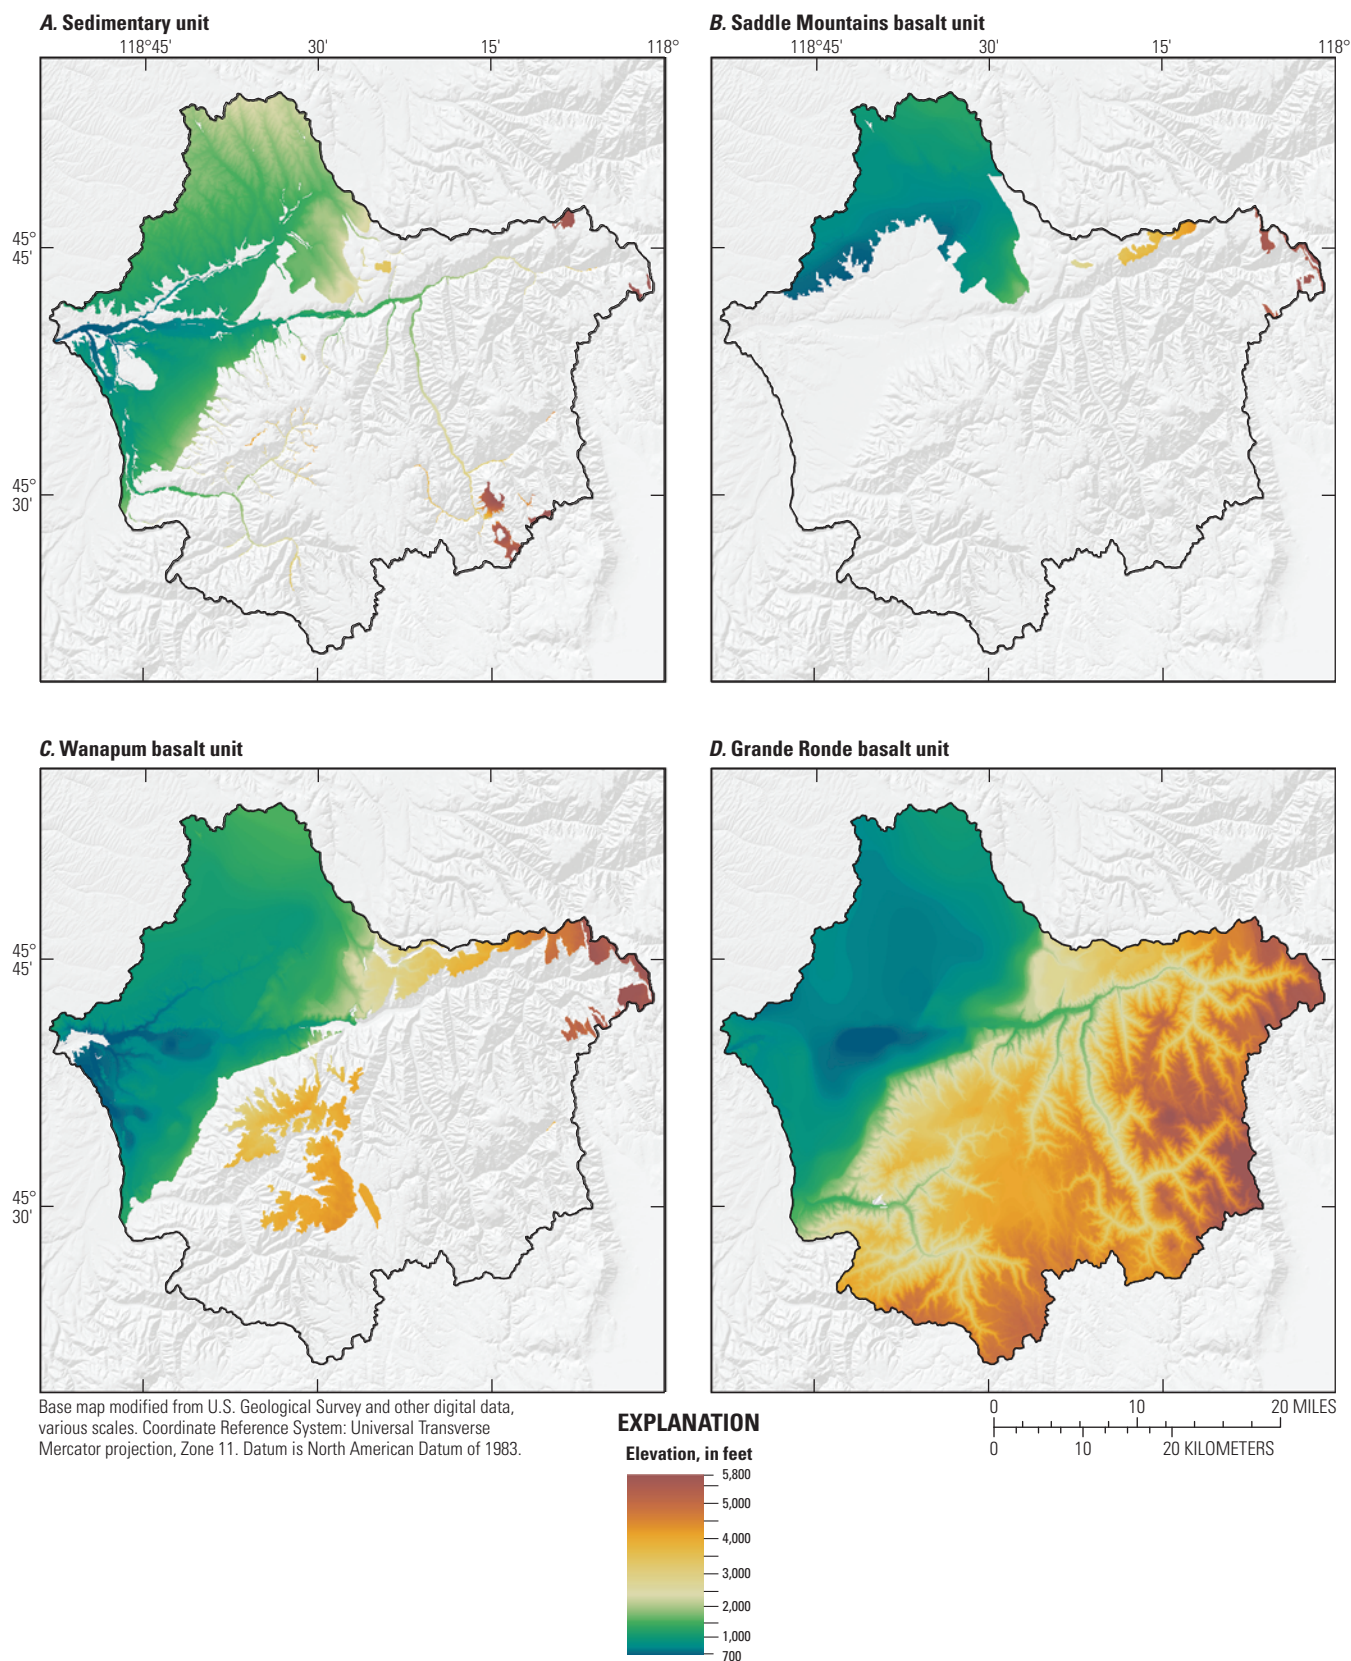 A. Sedimentary unit
118°45' 30' 15' 118°
45°
45'
45°
30'
B. Saddle Mountains basalt unit
118°45' 30' 15' 118°
C. Wanapum basalt unit
45°
45'
45°
30'
D. Grande Ronde basalt unit
Base map modified from U.S. Geological Survey and other digital data,
various scales. Coordinate Reference System: Universal Transverse
Mercator projection, Zone 11. Datum is North American Datum of 1983.
EXPLANATION
Elevation, in feet
5,800
5,000
4,000
3,000
2,000
1,000
700
0 10 20 MILES
0 10 20 KILOMETERS